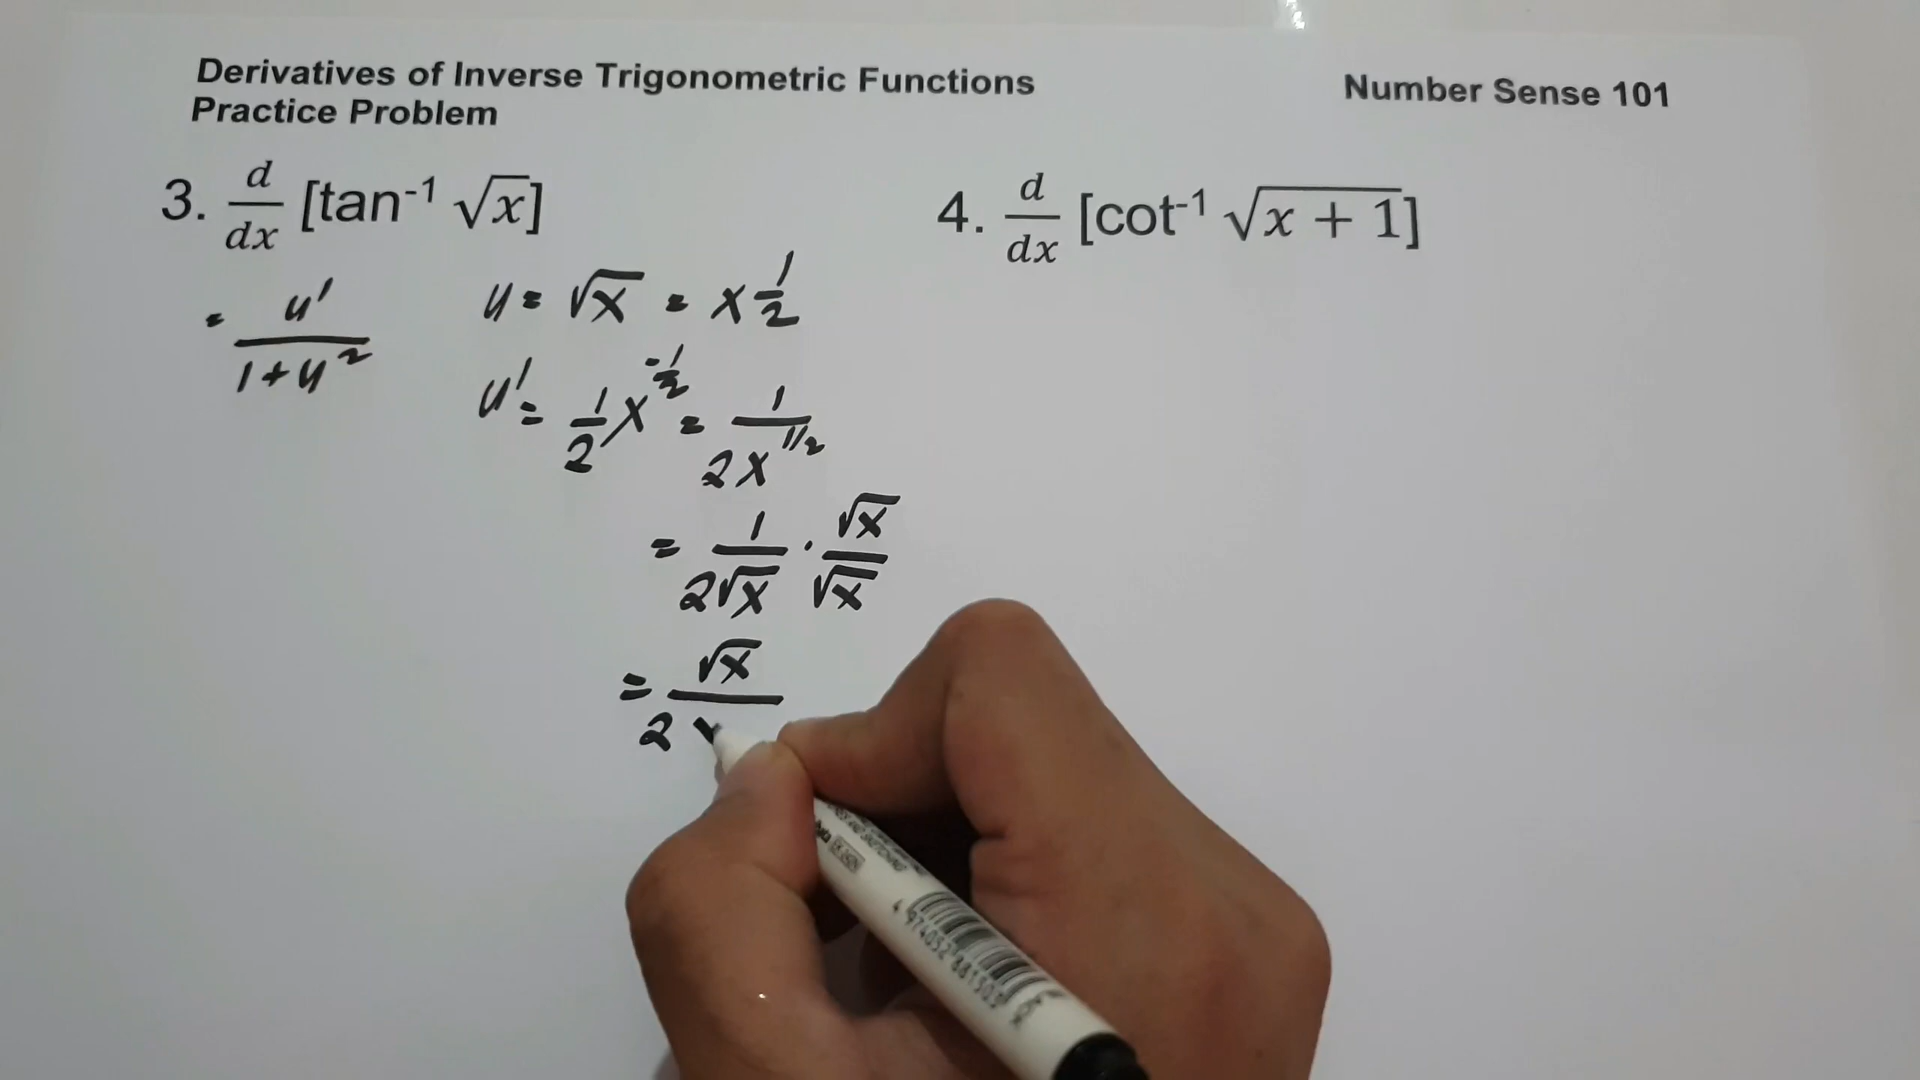 Derivatives of Inverse Trigonometric Functions
Practice Problem
Number Sense 101
3. d/dx [tan⁻¹ √x]
= u'/(1+u²)
u = √x = x^(1/2)
u' = 1/2 x^(-1/2) = 1/(2x^(1/2))
= 1/(2√x) · √x/√x
= √x/(2x
4. d/dx [cot⁻¹ √(x + 1)]